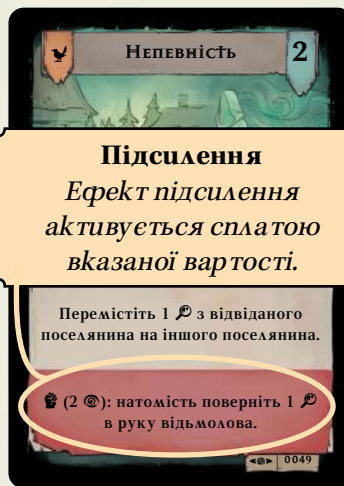 Непевність 2
Підсилення
Ефект підсилення
активується сплатою
вказаної вартості.
Перемістіть 1 з відвіданого
поселянина на іншого поселянина.
(2): натомість поверніть 1
в руку відьмолова.
0049